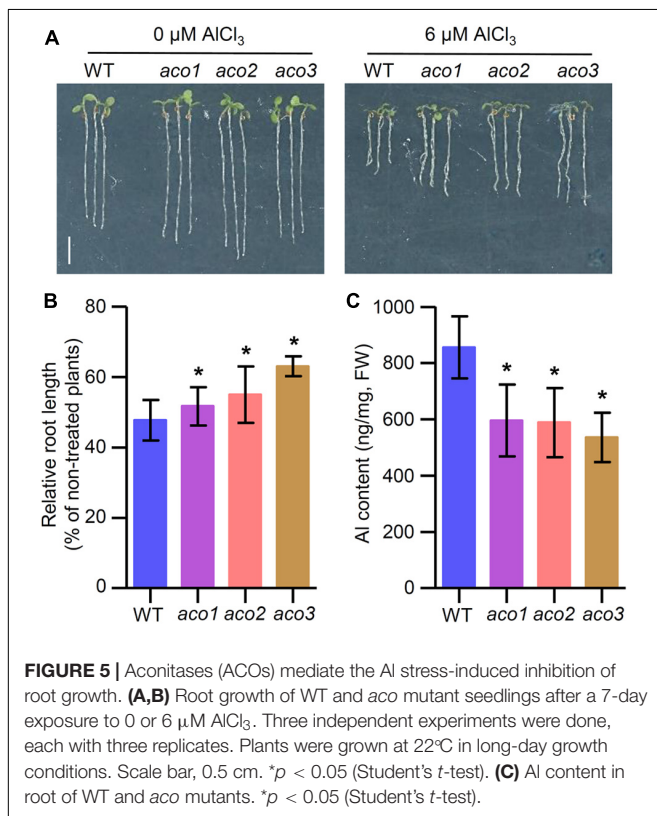 A
0 µM AlCl₃
6 µM AlCl₃
WT aco1 aco2 aco3
WT aco1 aco2 aco3
B
Relative root length
(% of non-treated plants)
80
60
40
20
0
* * *
WT aco1 aco2 aco3
C
Al content (ng/mg, FW)
1000
800
600
400
200
0
* * *
WT aco1 aco2 aco3
FIGURE 5 | Aconitases (ACOs) mediate the Al stress-induced inhibition of
root growth. (A,B) Root growth of WT and aco mutant seedlings after a 7-day
exposure to 0 or 6 µM AlCl₃. Three independent experiments were done,
each with three replicates. Plants were grown at 22°C in long-day growth
conditions. Scale bar, 0.5 cm. *p < 0.05 (Student's t-test). (C) Al content in
root of WT and aco mutants. *p < 0.05 (Student's t-test).